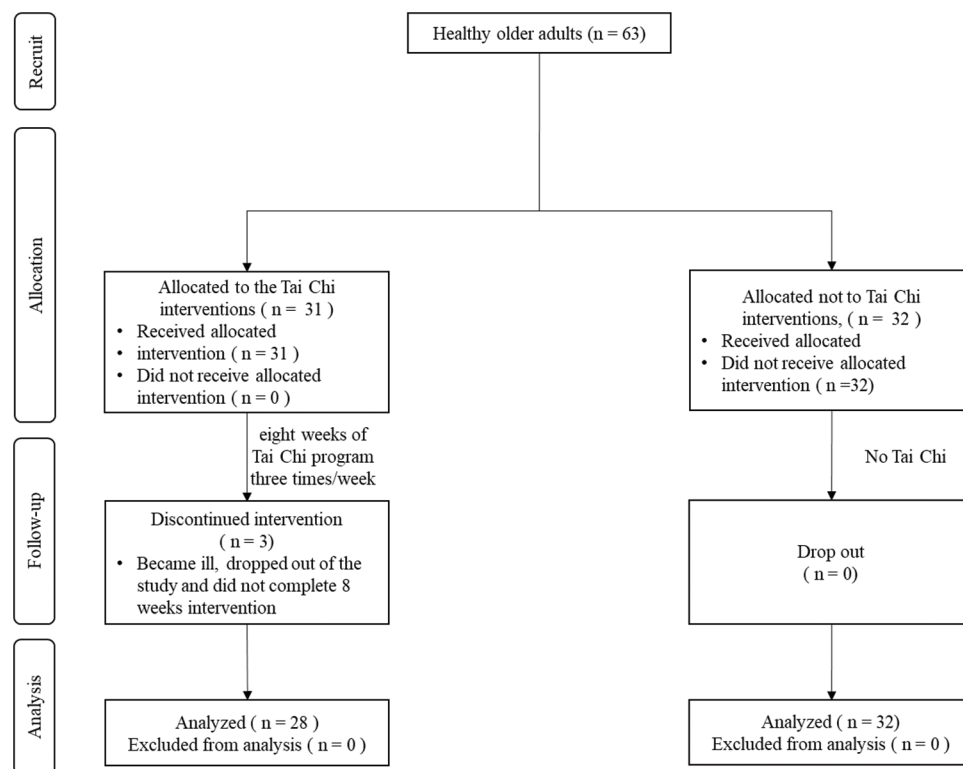 Recruit
Healthy older adults (n = 63)
Allocation
Allocated to the Tai Chi
interventions ( n = 31 )
• Received allocated
• intervention ( n = 31 )
• Did not receive allocated
intervention ( n = 0 )
Allocated not to Tai Chi
interventions, ( n = 32 )
• Received allocated
• Did not receive allocated
intervention ( n =32)
eight weeks of
Tai Chi program
three times/week
No Tai Chi
Follow-up
Discontinued intervention
( n = 3)
• Became ill, dropped out of the
study and did not complete 8
weeks intervention
Drop out
( n = 0)
Analysis
Analyzed ( n = 28 )
Excluded from analysis ( n = 0 )
Analyzed ( n = 32)
Excluded from analysis ( n = 0 )